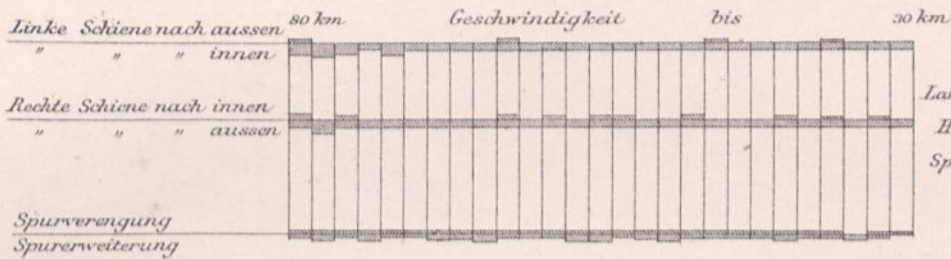 80 km Geschwindigkeit bis 30 km
Linke Schiene nach aussen
" " " innen
Rechte Schiene nach innen
" " " aussen
Spurverengung
Spurerweiterung